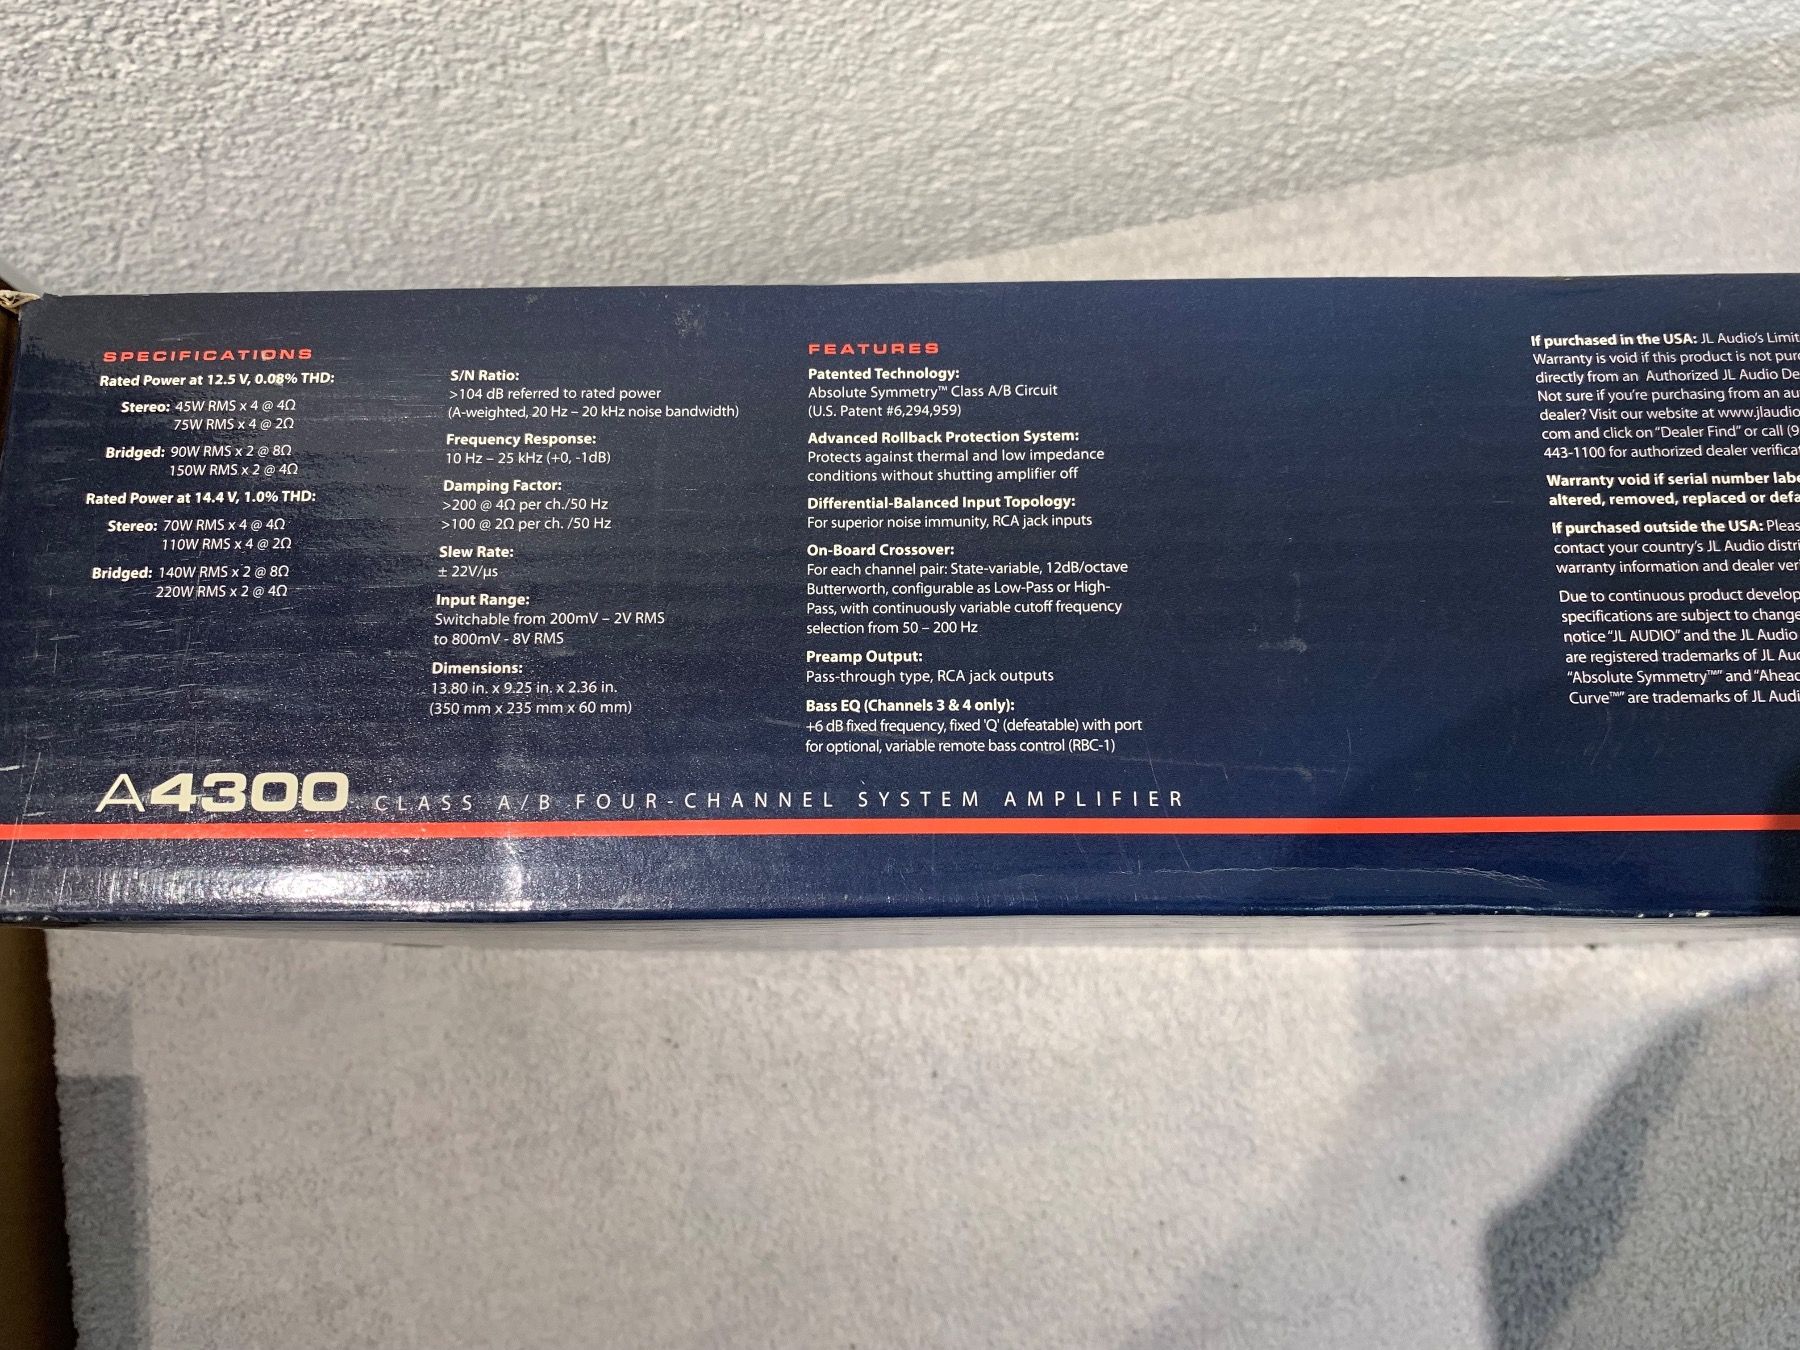 SPECIFICATIONS
Rated Power at 12.5 V, 0.08% THD:
Stereo: 45W RMS x 4 @ 4Ω
75W RMS x 4 @ 2Ω
Bridged: 90W RMS x 2 @ 8Ω
150W RMS x 2 @ 4Ω
Rated Power at 14.4 V, 1.0% THD:
Stereo: 70W RMS x 4 @ 4Ω
110W RMS x 4 @ 2Ω
Bridged: 140W RMS x 2 @ 8Ω
220W RMS x 2 @ 4Ω
S/N Ratio:
>104 dB referred to rated power
(A-weighted, 20 Hz – 20 kHz noise bandwidth)
Frequency Response:
10 Hz – 25 kHz (+0, -1dB)
Damping Factor:
>200 @ 4Ω per ch./50 Hz
>100 @ 2Ω per ch. /50 Hz
Slew Rate:
± 22V/µs
Input Range:
Switchable from 200mV – 2V RMS
to 800mV - 8V RMS
Dimensions:
13.80 in. x 9.25 in. x 2.36 in.
(350 mm x 235 mm x 60 mm)
FEATURES
Patented Technology:
Absolute Symmetry™ Class A/B Circuit
(U.S. Patent #6,294,959)
Advanced Rollback Protection System:
Protects against thermal and low impedance
conditions without shutting amplifier off
Differential-Balanced Input Topology:
For superior noise immunity, RCA jack inputs
On-Board Crossover:
For each channel pair: State-variable, 12dB/octave
Butterworth, configurable as Low-Pass or High-
Pass, with continuously variable cutoff frequency
selection from 50 – 200 Hz
Preamp Output:
Pass-through type, RCA jack outputs
Bass EQ (Channels 3 & 4 only):
+6 dB fixed frequency, fixed 'Q' (defeatable) with port
for optional, variable remote bass control (RBC-1)
If purchased in the USA: JL Audio's
Warranty is void if this product is not
directly from an Authorized JL Audio
Not sure if you're purchasing from an
dealer? Visit our website at www.jlaudio.
com and click on "Dealer Find" or call
443-1100 for authorized dealer
Warranty void if serial number
altered, removed, replaced or
If purchased outside the USA:
contact your country's JL Audio
warranty information and dealer
Due to continuous product
specifications are subject to
notice "JL AUDIO" and the JL Audio
are registered trademarks of JL
"Absolute Symmetry™" and
Curve™" are trademarks of JL
A4300 CLASS A/B FOUR-CHANNEL SYSTEM AMPLIFIER